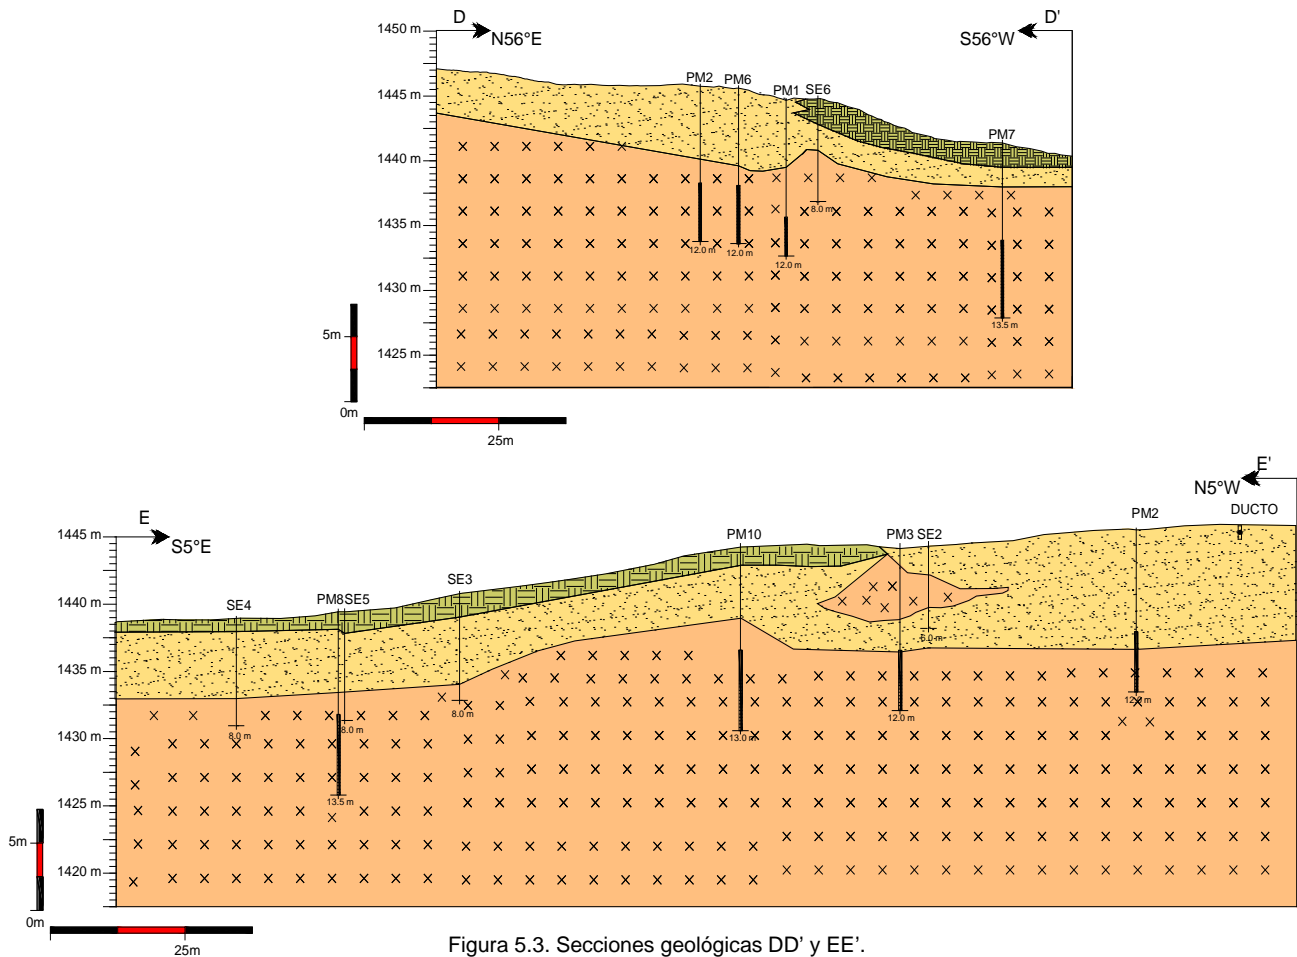 D
D'
1450 m
N56°E
S56°W
1445 m
1440 m
1435 m
1430 m
1425 m
PM2
PM6
PM1
SE6
PM7
12.0 m
12.0 m
12.0 m
8.0 m
13.5 m
5m
0m
25m
E
E'
S5°E
N5°W
1445 m
1440 m
1435 m
1430 m
1425 m
1420 m
SE4
PM8
SE5
SE3
PM10
PM3
SE2
PM2
DUCTO
8.0 m
13.5 m
8.0 m
8.0 m
13.0 m
12.0 m
12.0 m
5m
0m
25m
Figura 5.3. Secciones geológicas DD' y EE'.